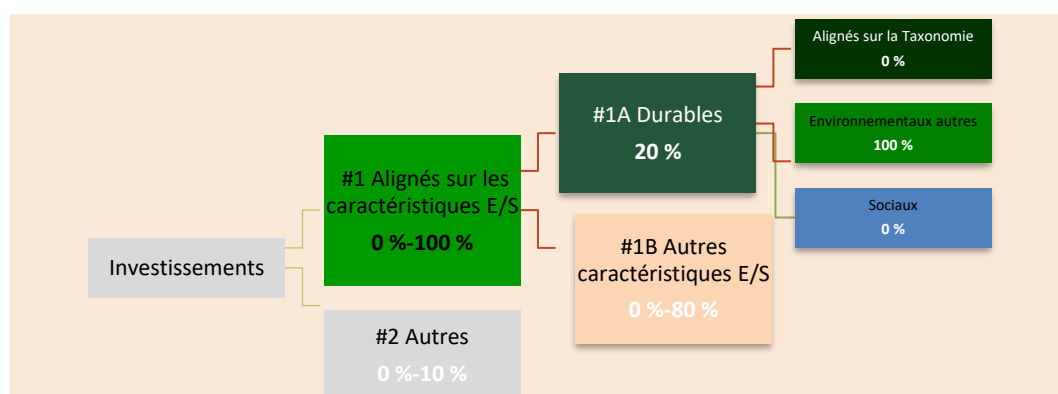 Investissements
#1 Alignés sur les
caractéristiques E/S
0 %-100 %
#2 Autres
0 %-10 %
#1A Durables
20 %
#1B Autres
caractéristiques E/S
0 %-80 %
Alignés sur la Taxonomie
0 %
Environnementaux autres
100 %
Sociaux
0 %